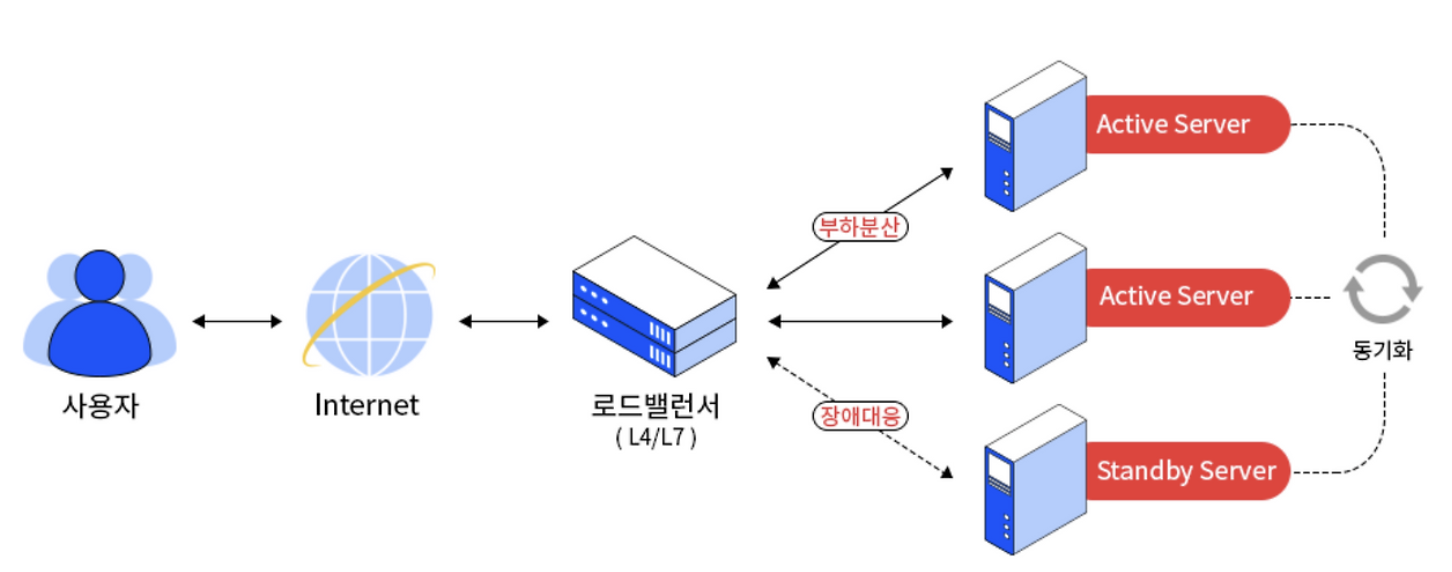 사용자
Internet
로드밸런서
( L4/L7 )
부하분산
장애대응
Active Server
Active Server
Standby Server
동기화